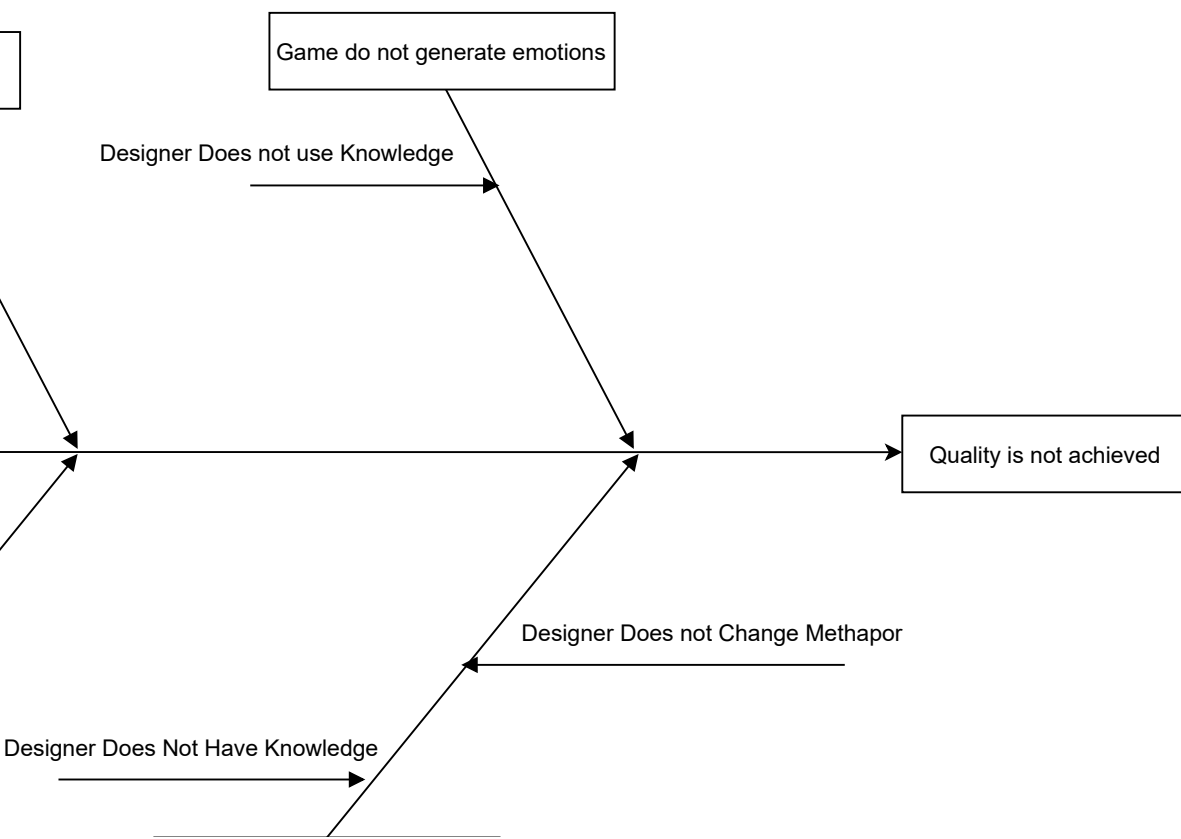 Game do not generate emotions
Designer Does not use Knowledge
Quality is not achieved
Designer Does not Change Methapor
Designer Does Not Have Knowledge